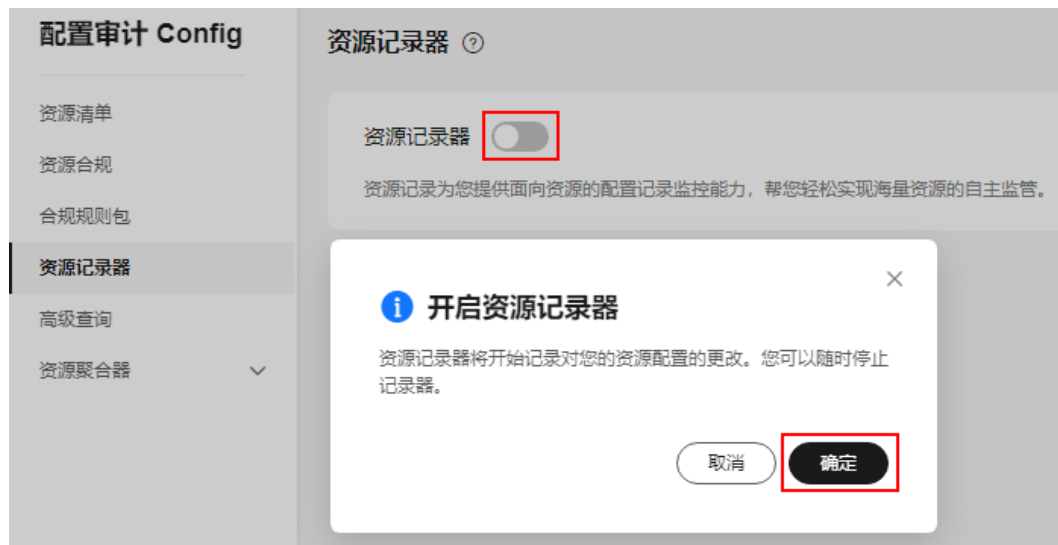 配置审计 Config
资源清单
资源合规
合规规则包
资源记录器
高级查询
资源聚合器
资源记录器
资源记录器
资源记录为您提供面向资源的配置记录监控能力，帮您轻松实现海量资源的自主监管。
开启资源记录器
资源记录器将开始记录对您的资源配置的更改。您可以随时停止
记录器。
取消
确定